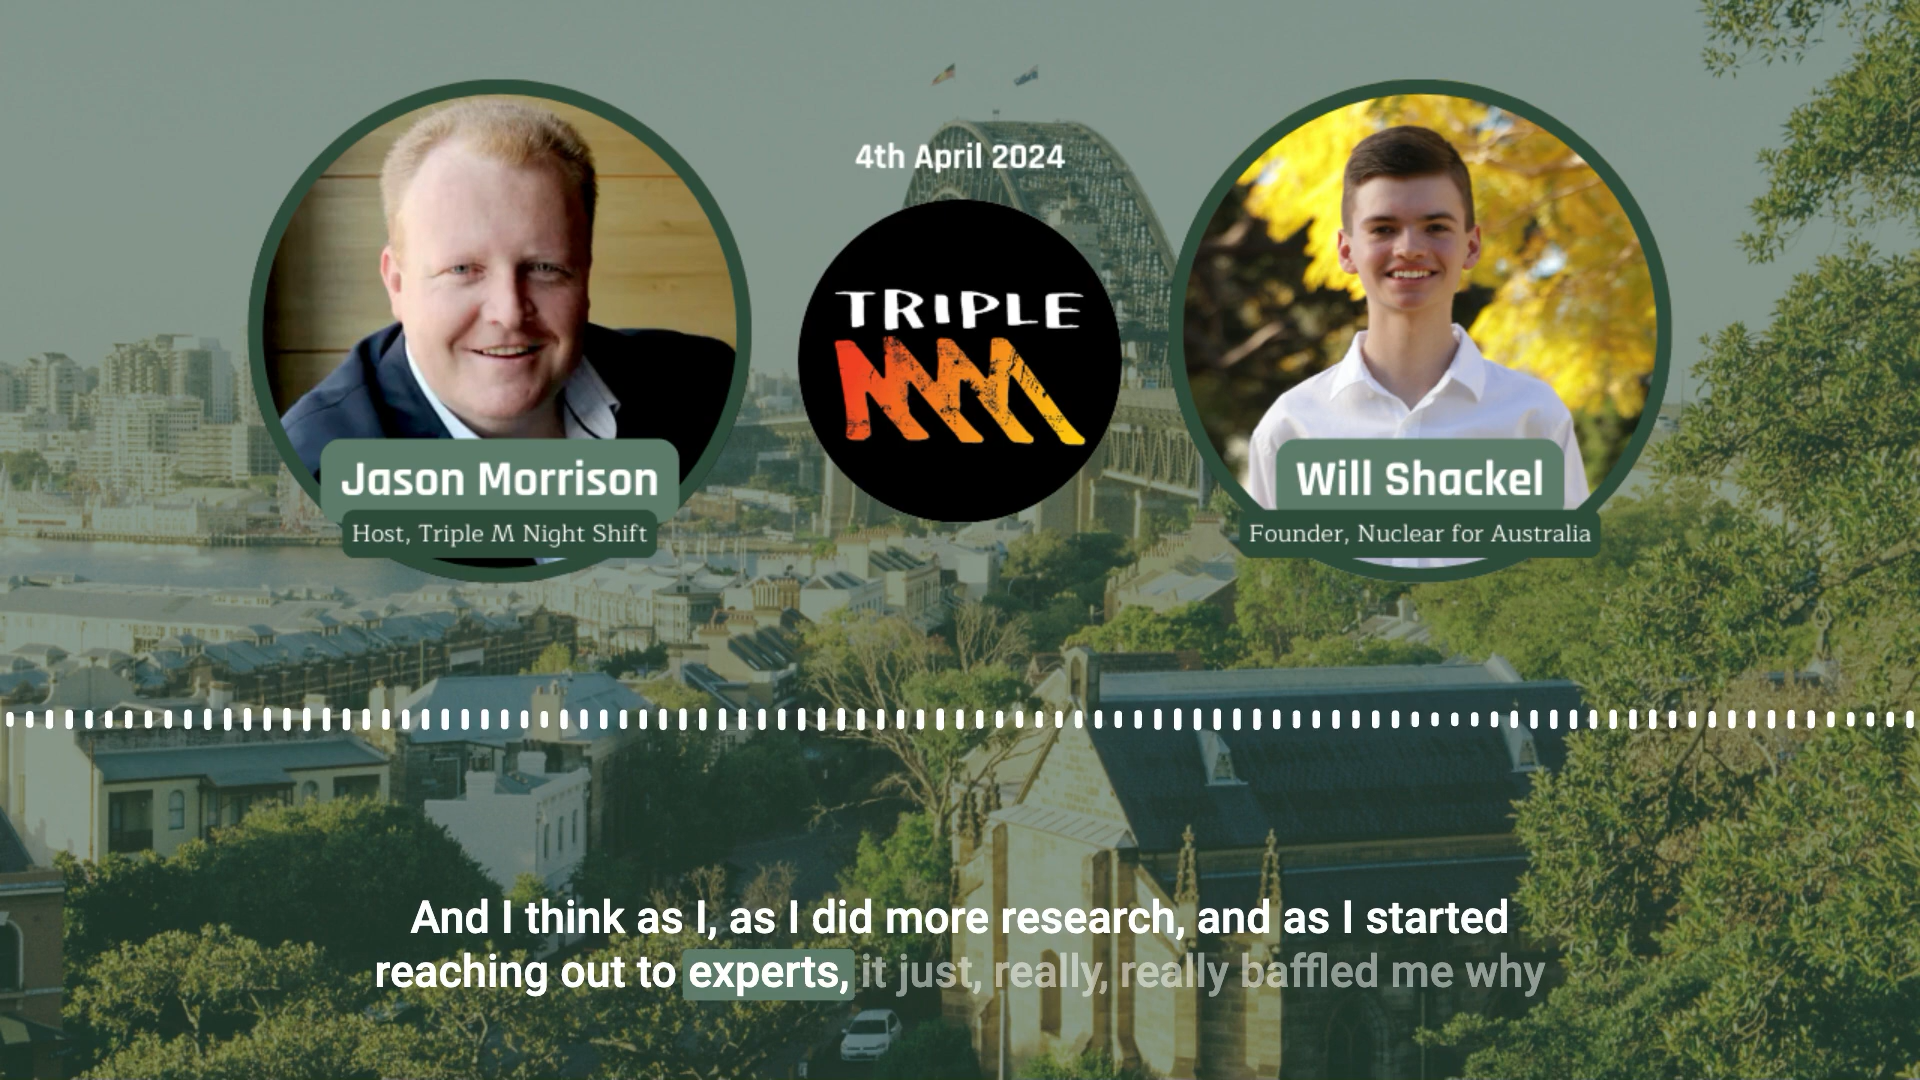 4th April 2024
TRIPLE
MMM
Jason Morrison
Host, Triple M Night Shift
Will Shackel
Founder, Nuclear for Australia
And I think as I, as I did more research, and as I started
reaching out to experts, it just, really, really baffled me why